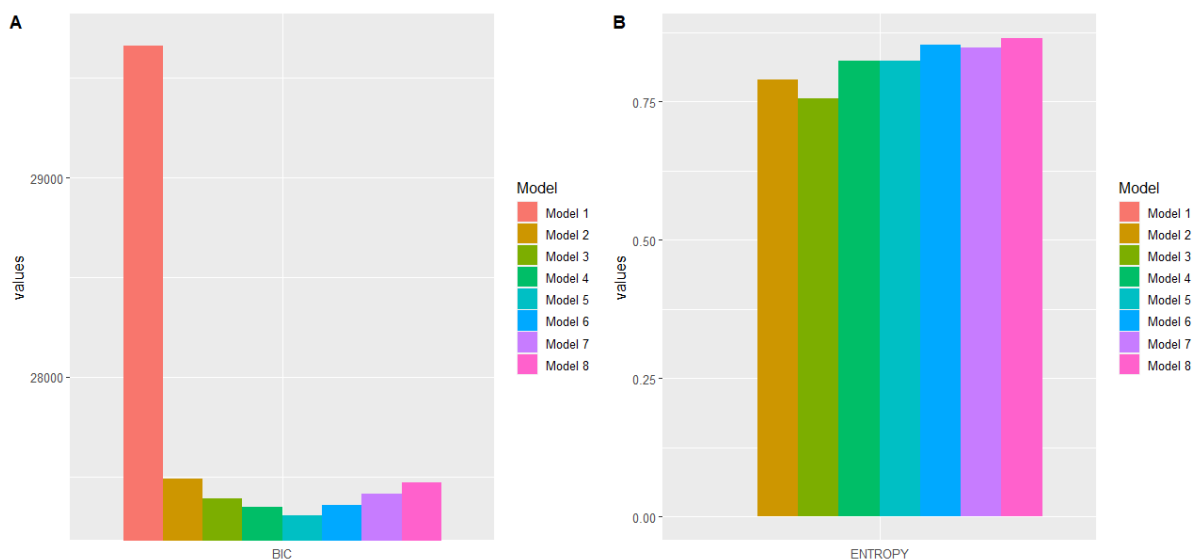 A
values
29000
28000
BIC
Model
Model 1
Model 2
Model 3
Model 4
Model 5
Model 6
Model 7
Model 8
B
values
0.75
0.50
0.25
0.00
ENTROPY
Model
Model 1
Model 2
Model 3
Model 4
Model 5
Model 6
Model 7
Model 8